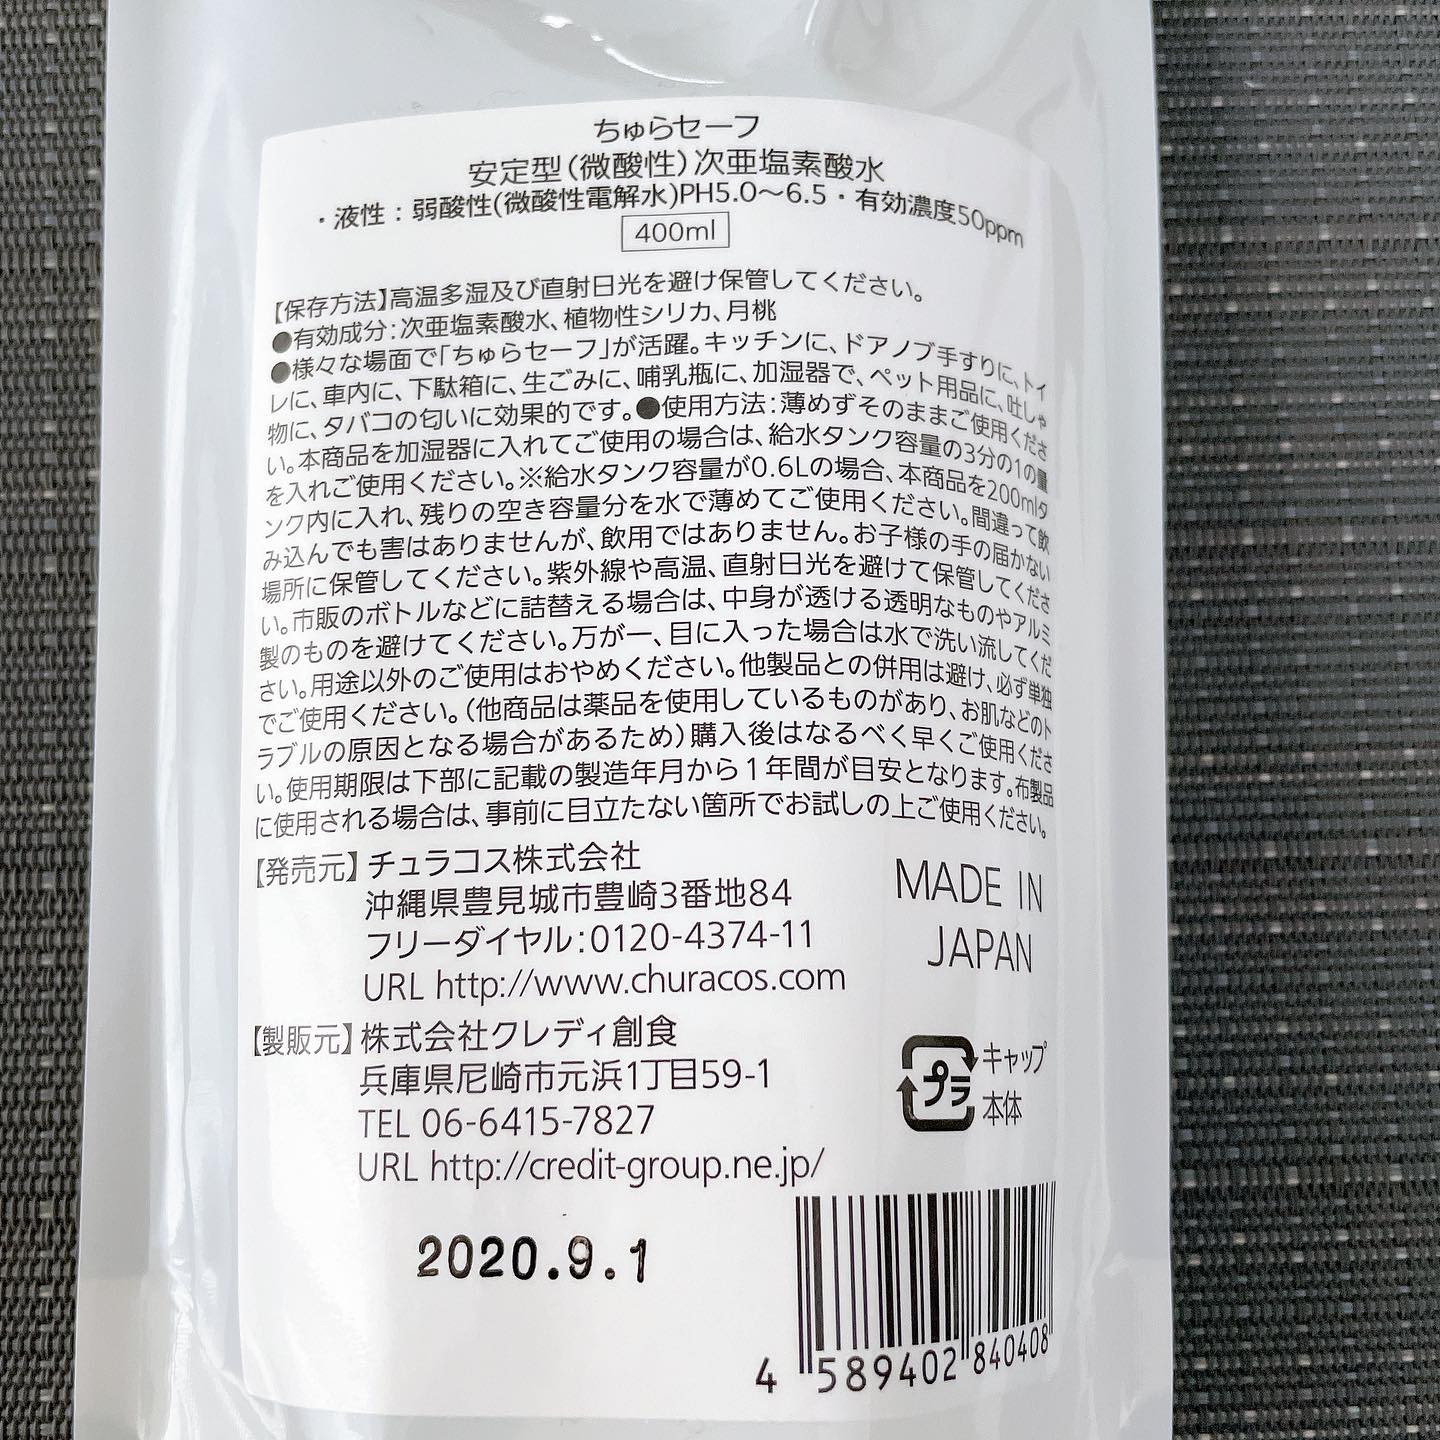 ちゅらセーフ
安定型(微酸性)次亜塩素酸水
・液性:弱酸性(微酸性電解水)PH5.0～6.5・有効濃度50ppm
400ml
【保存方法】高温多湿及び直射日光を避け保管してください。
●有効成分:次亜塩素酸水、植物性シリカ、月桃
●様々な場面で「ちゅらセーフ」が活躍。キッチンに、ドアノブ手すりに、トイ
レに、車内に、下駄箱に、生ごみに、哺乳瓶に、加湿器で、ペット用品に、吐しゃ
物に、タバコの匂いに効果的です。●使用方法:薄めずそのままご使用くださ
い。本商品を加湿器に入れてご使用の場合は、給水タンク容量の3分の1の量
を入れご使用ください。※給水タンク容量が0.6Lの場合、本商品を200mlタ
ンク内に入れ、残りの空き容量分を水で薄めてご使用ください。間違って飲
み込んでも害はありませんが、飲用ではありません。お子様の手の届かない
場所に保管してください。紫外線や高温、直射日光を避けて保管してくださ
い。市販のボトルなどに詰替える場合は、中身が透ける透明なものやアルミ
製のものを避けてください。万が一、目に入った場合は水で洗い流してくだ
さい。用途以外のご使用はおやめください。他製品との併用は避け、必ず単独
でご使用ください。(他商品は薬品を使用しているものがあり、お肌などのト
ラブルの原因となる場合があるため)購入後はなるべく早くご使用くださ
い。使用期限は下部に記載の製造年月から1年間が目安となります。布製品
に使用される場合は、事前に目立たない箇所でお試しの上ご使用ください。
【発売元】チュラコス株式会社
沖縄県豊見城市豊崎3番地84
フリーダイヤル:0120-4374-11
URL http://www.churacos.com
MADE IN
JAPAN
【製販元】株式会社クレディ創食
兵庫県尼崎市元浜1丁目59-1
TEL 06-6415-7827
URL http://credit-group.ne.jp/
プラ
キャップ
本体
2020.9.1
4 589402 840408